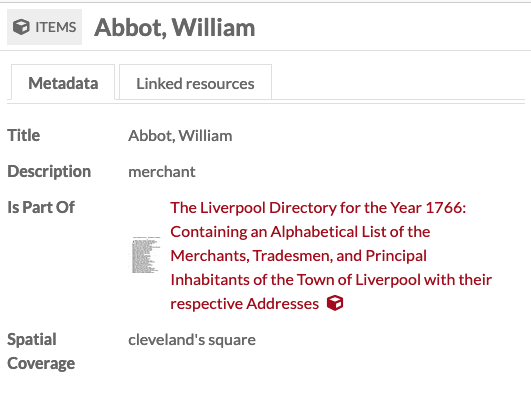 ITEMS Abbot, William
Metadata Linked resources
Title Abbot, William
Description merchant
Is Part Of The Liverpool Directory for the Year 1766:
Containing an Alphabetical List of the
Merchants, Tradesmen, and Principal
Inhabitants of the Town of Liverpool with their
respective Addresses
Spatial cleveland's square
Coverage